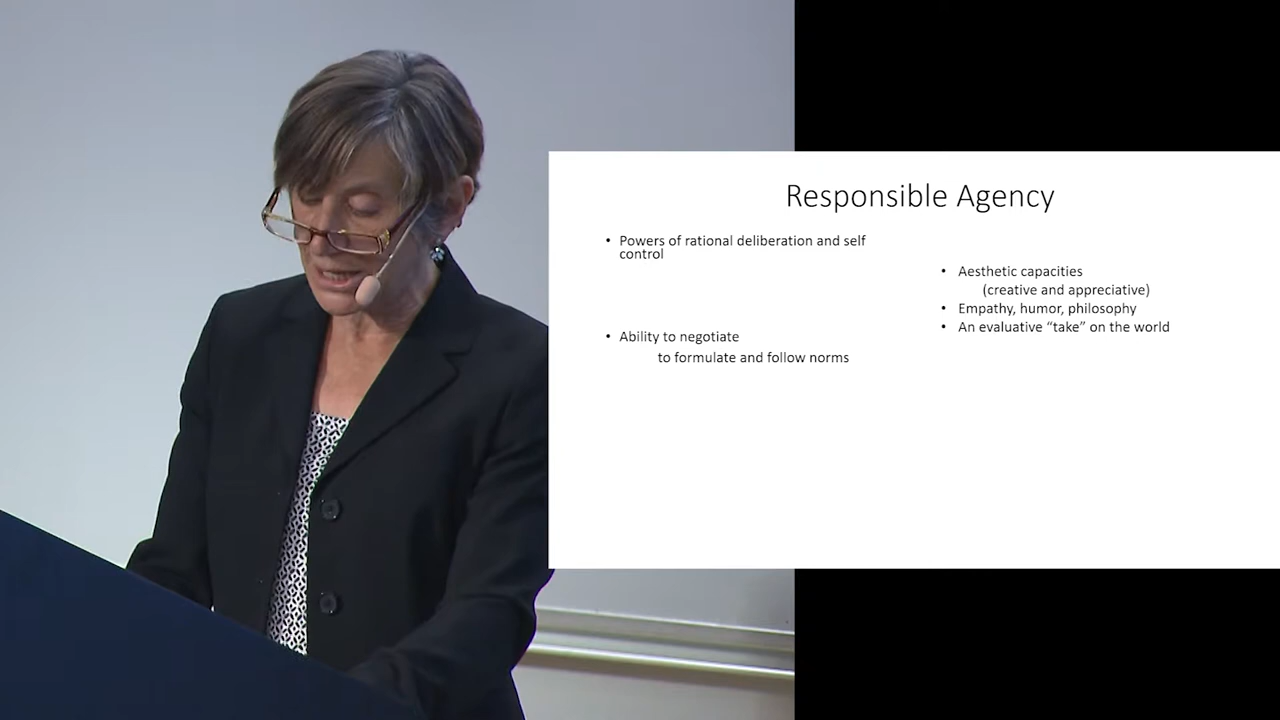 Responsible Agency
• Powers of rational deliberation and self
control
• Ability to negotiate
to formulate and follow norms
• Aesthetic capacities
(creative and appreciative)
• Empathy, humor, philosophy
• An evaluative “take” on the world